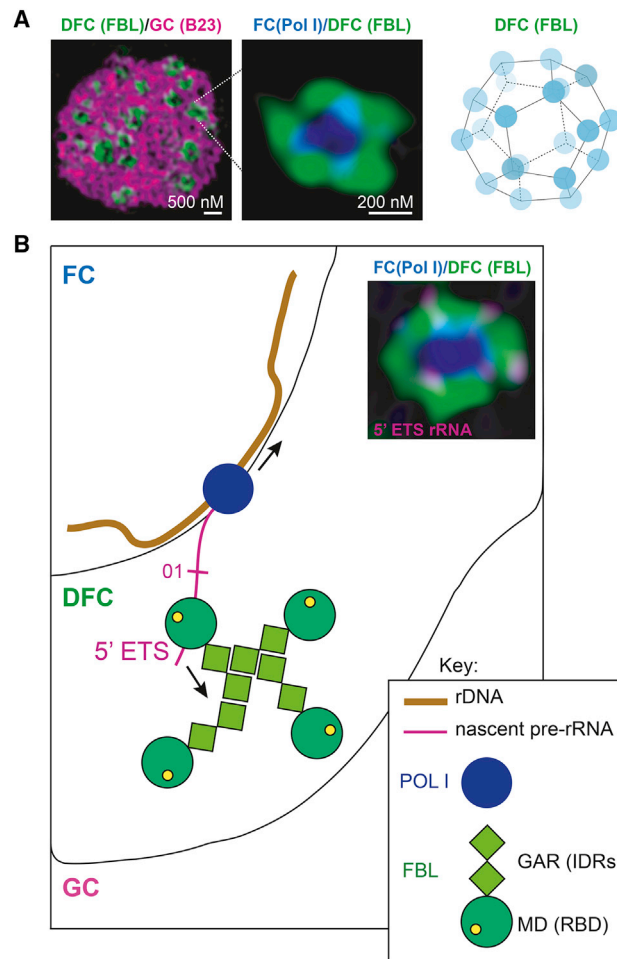 A
DFC (FBL)/GC (B23)
FC(Pol I)/DFC (FBL)
DFC (FBL)
500 nM
200 nM
B
FC
FC(Pol I)/DFC (FBL)
5' ETS rRNA
01
DFC
5' ETS
Key:
rDNA
nascent pre-rRNA
POL I
GAR (IDRs
FBL
MD (RBD)
GC